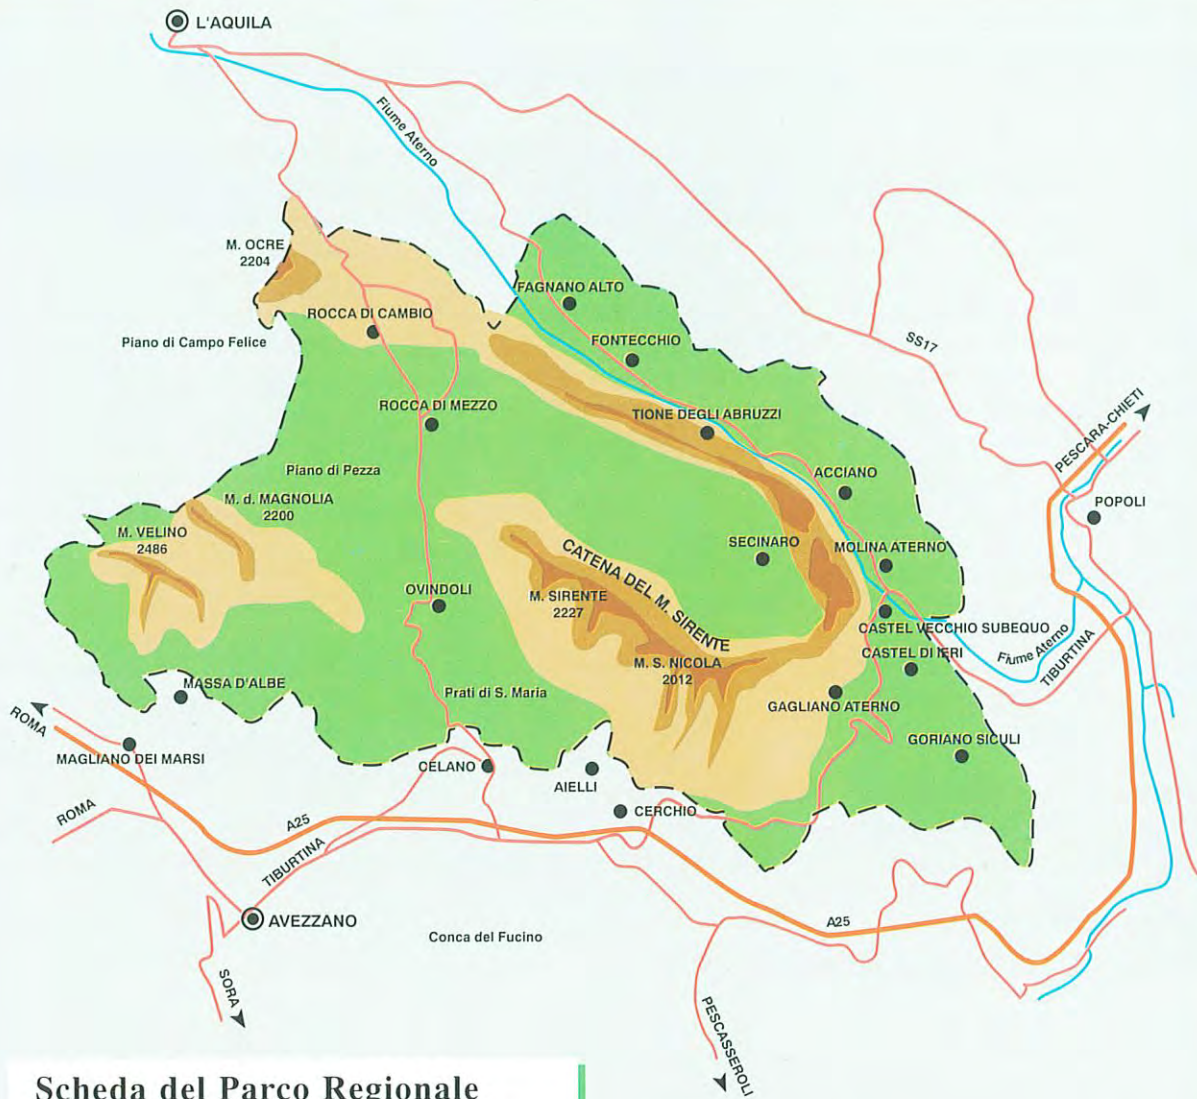 L'AQUILA
Fiume Aterno
M. OCRE
2204
FAGNANO ALTO
ROCCA DI CAMBIO
Piano di Campo Felice
FONTECCHIO
SS17
ROCCA DI MEZZO
TIONE DEGLI ABRUZZI
PESCARA-CHIETI
Piano di Pezza
ACCIANO
M. d. MAGNOLIA
2200
POPOLI
M. VELINO
2486
SECINARO
MOLINA ATERNO
CATENA DEL M. SIRENTE
OVINDOLI
M. SIRENTE
2227
CASTEL VECCHIO SUBEQUO
Fiume Aterno
TIBURTINA
CASTEL DI IERI
M. S. NICOLA
2012
MASSA D'ALBE
Prati di S. Maria
GAGLIANO ATERNO
ROMA
GORIANO SICULI
MAGLIANO DEI MARSI
CELANO
AIELLI
ROMA
CERCHIO
A25
TIBURTINA
AVEZZANO
A25
Conca del Fucino
SORA
PESCASSEROLI
Scheda del Parco Regionale